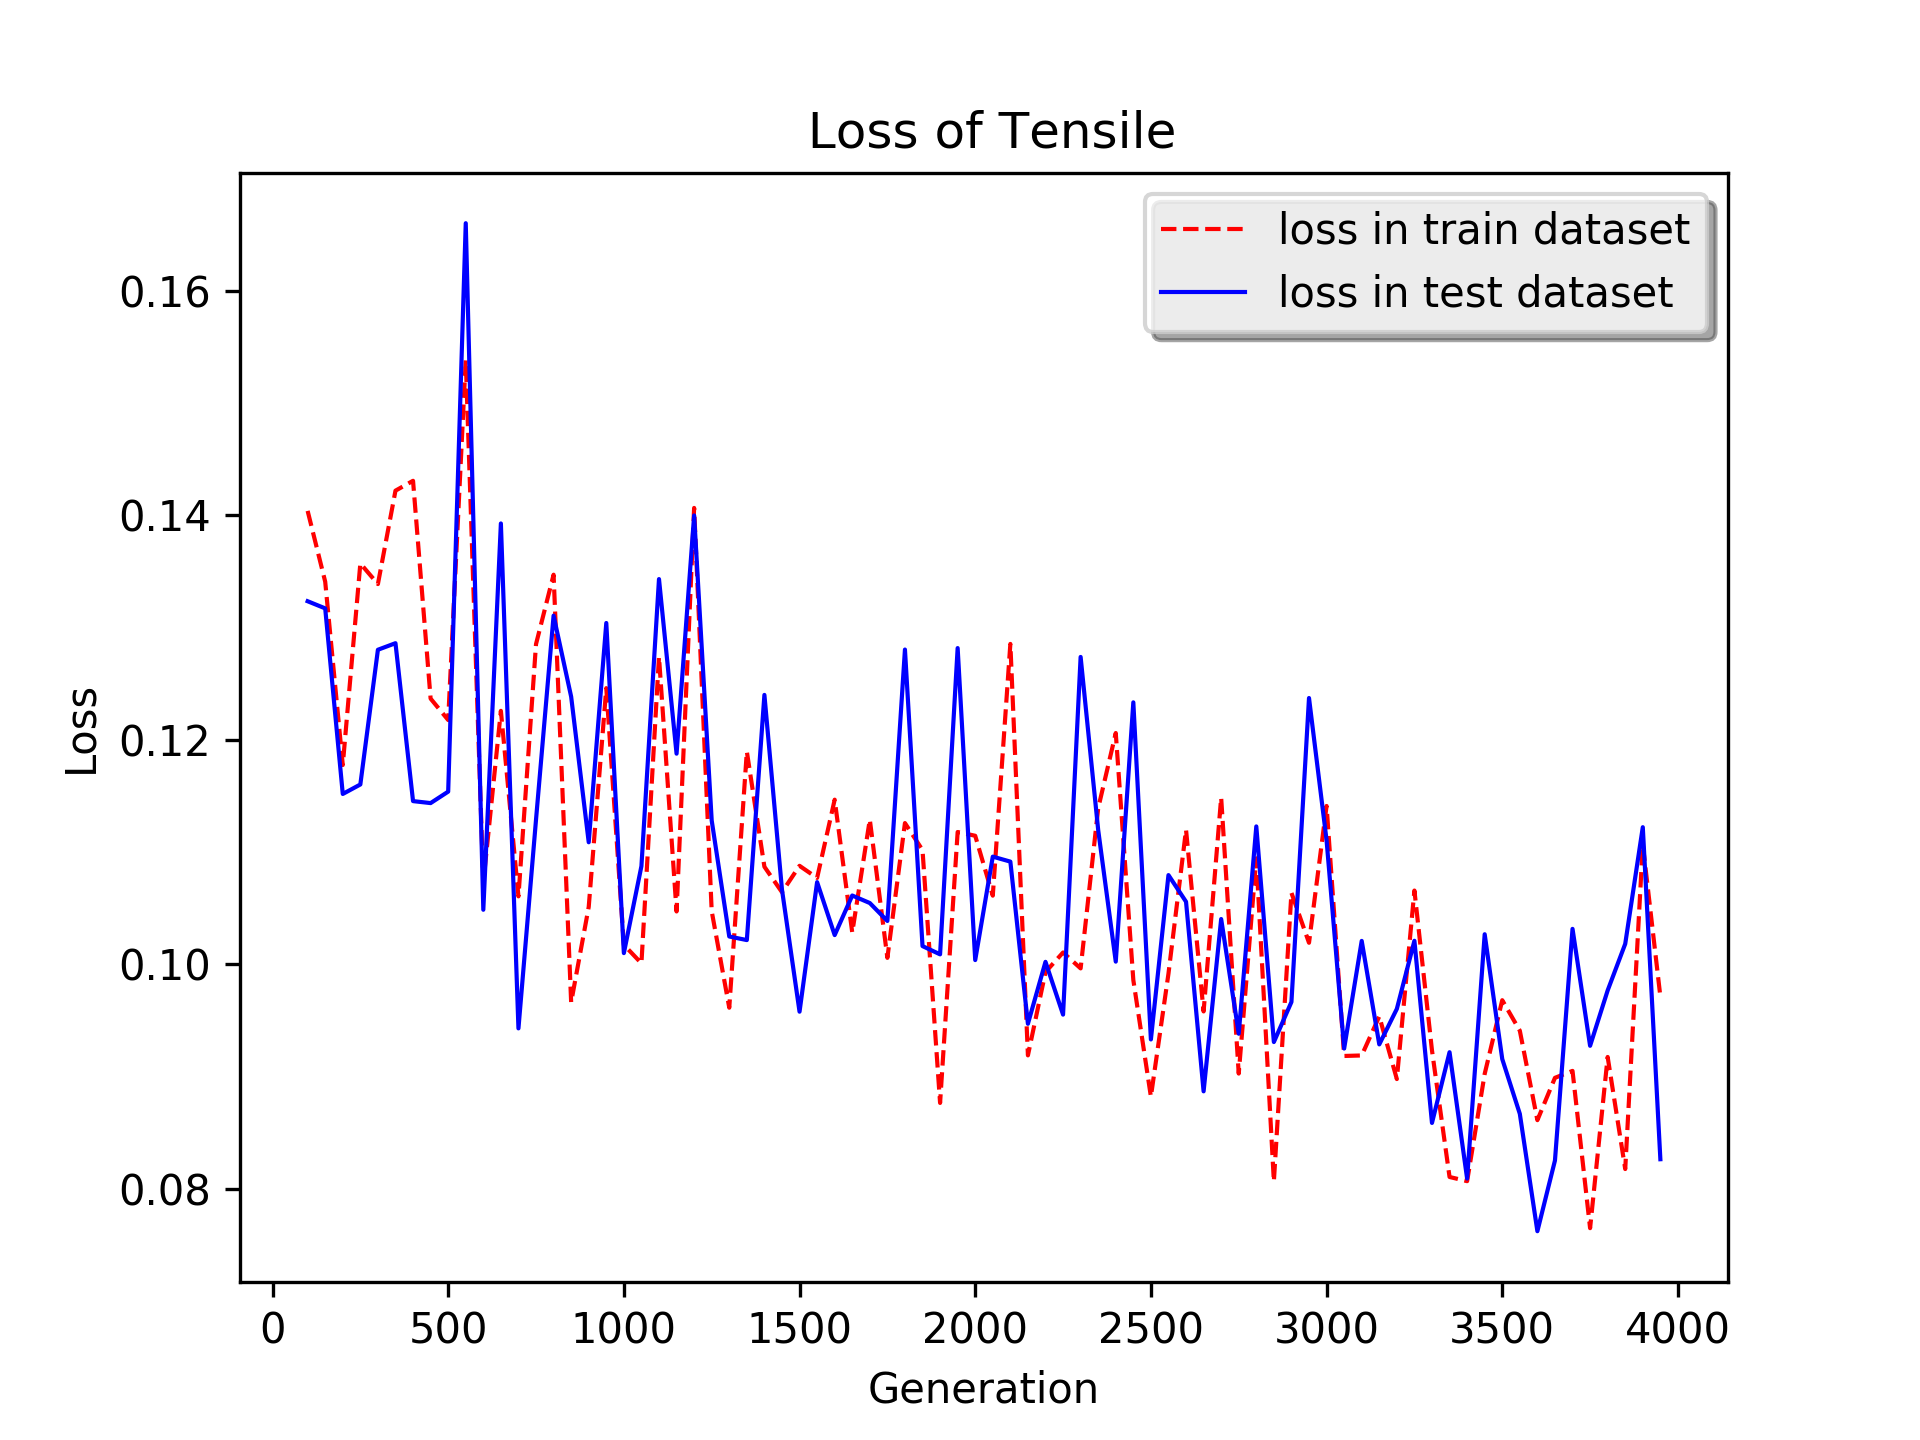 Loss of Tensile
loss in train dataset
loss in test dataset
0.16
0.14
0.12
0.10
0.08
Loss
0 500 1000 1500 2000 2500 3000 3500 4000
Generation